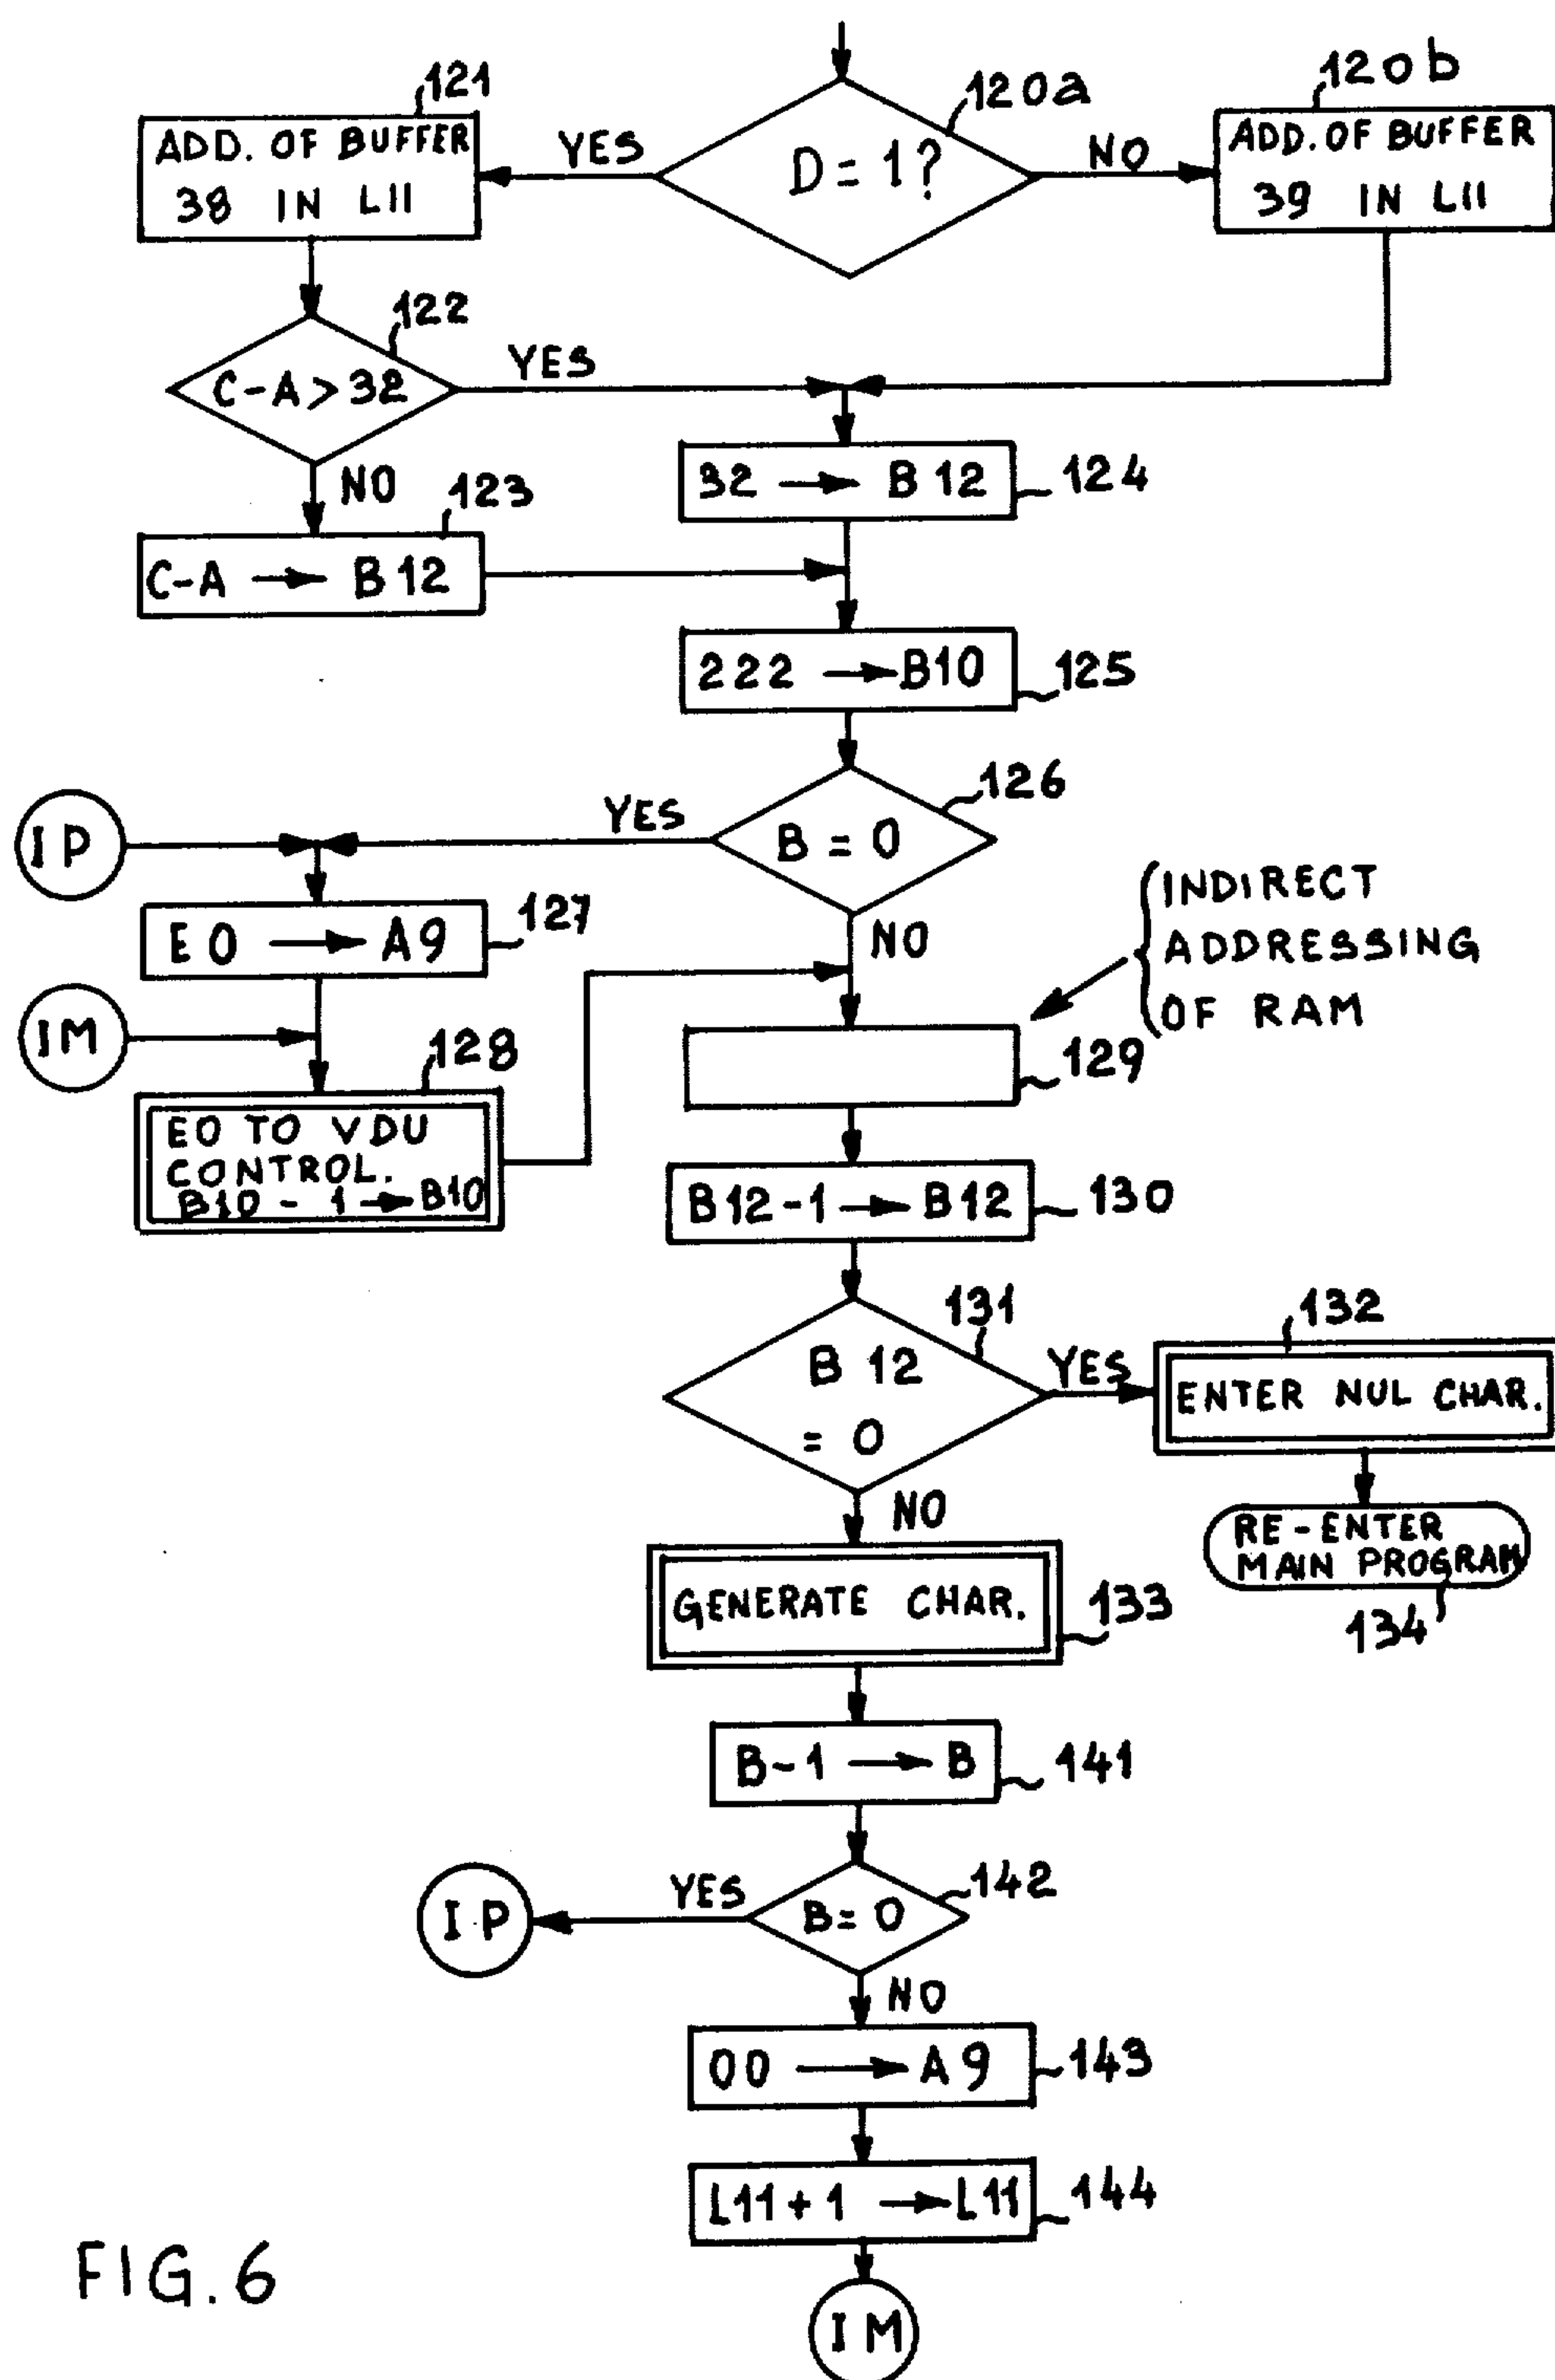 121
120a
120b
ADD. OF BUFFER
38 IN L11
YES
D = 1?
NO
ADD. OF BUFFER
39 IN L11
122
C-A > 32
YES
NO
123
32 → B 12
124
C-A → B 12
222 → B10
125
126
IP
YES
B = 0
NO
INDIRECT
ADDRESSING
OF RAM
E0 → A9
127
IM
128
129
E0 TO VDU
CONTROL.
B10 - 1 → B10
B12-1 → B12
130
131
132
B 12
= 0
YES
ENTER NUL CHAR.
NO
RE-ENTER
MAIN PROGRAM
134
GENERATE CHAR.
133
B-1 → B
141
142
IP
YES
B = 0
NO
00 → A9
143
L11 + 1 → L11
144
IM
FIG. 6